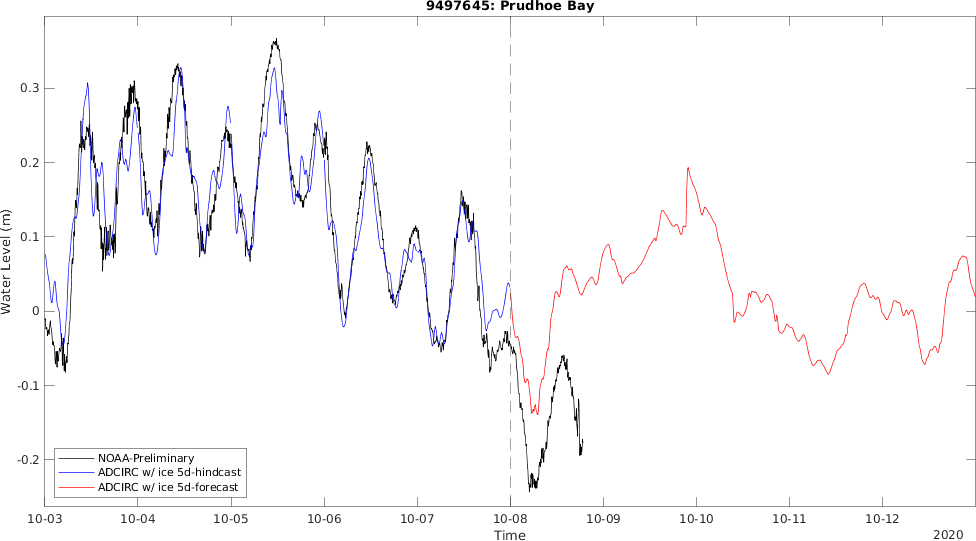 9497645: Prudhoe Bay
Water Level (m)
0.3
0.2
0.1
0
-0.1
-0.2
NOAA-Preliminary
ADCIRC w/ ice 5d-hindcast
ADCIRC w/ ice 5d-forecast
10-03 10-04 10-05 10-06 10-07 10-08 10-09 10-10 10-11 10-12
Time
2020